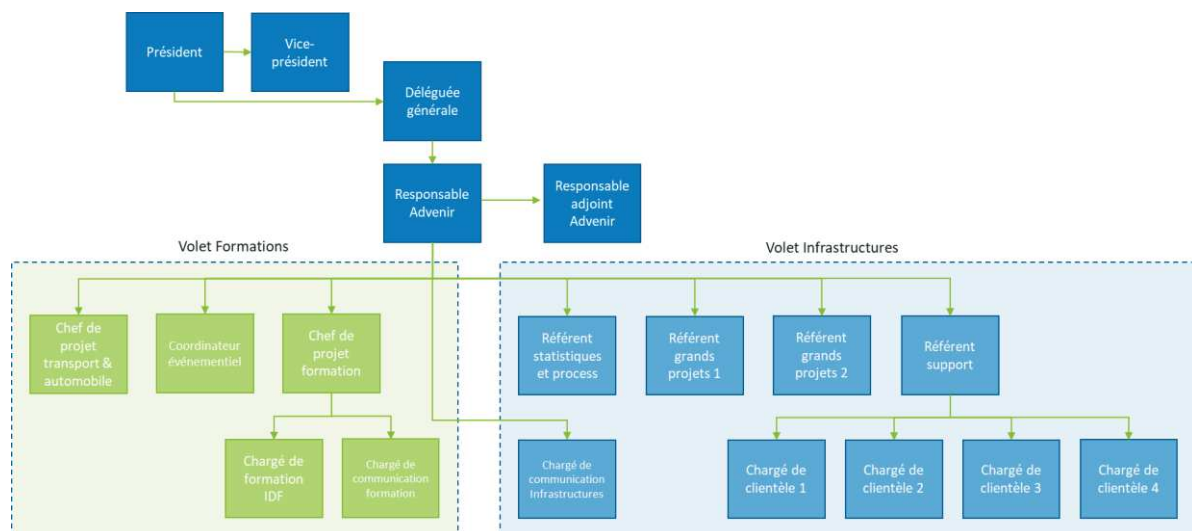 Président
Vice-
président
Déléguée
générale
Responsable
Advenir
Responsable
adjoint
Advenir
Volet Formations
Volet Infrastructures
Chef de
projet
transport &
automobile
Coordinateur
événementiel
Chef de
projet
formation
Référent
statistiques
et process
Référent
grands
projets 1
Référent
grands
projets 2
Référent
support
Chargé de
formation
IDF
Chargé de
communication
formation
Chargé de
communication
Infrastructures
Chargé de
clientèle 1
Chargé de
clientèle 2
Chargé de
clientèle 3
Chargé de
clientèle 4